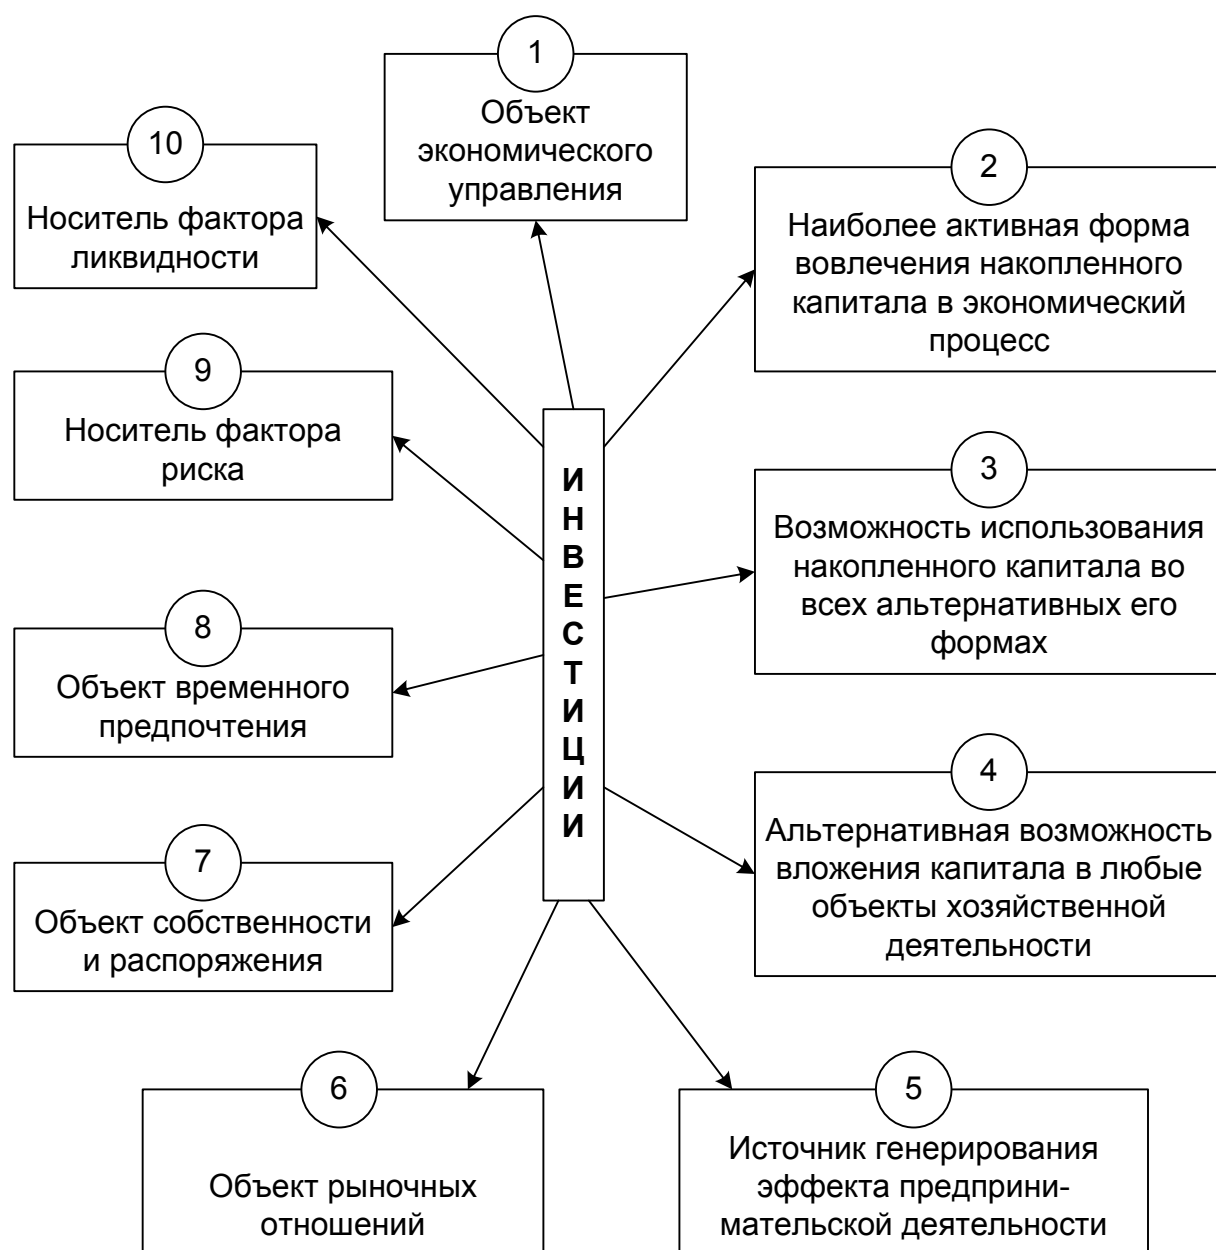 1
Объект
экономического
управления
2
Наиболее активная форма
вовлечения накопленного
капитала в экономический
процесс
3
Возможность использования
накопленного капитала во
всех альтернативных его
формах
4
Альтернативная возможность
вложения капитала в любые
объекты хозяйственной
деятельности
5
Источник генерирования
эффекта предприни-
мательской деятельности
6
Объект рыночных
отношений
7
Объект собственности
и распоряжения
8
Объект временного
предпочтения
9
Носитель фактора
риска
10
Носитель фактора
ликвидности
ИНВЕСТИЦИИ